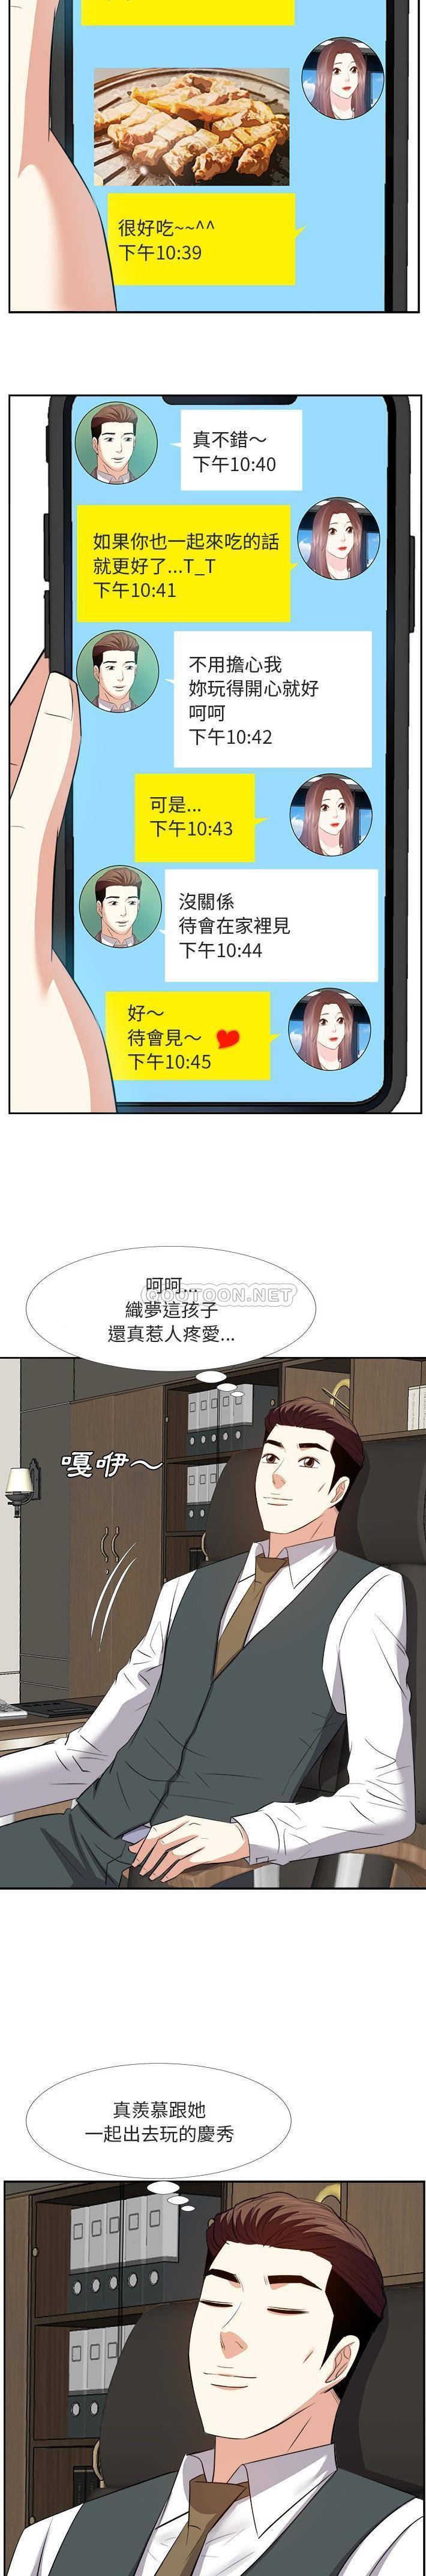 很好吃~~^^
下午10:39
真不錯～
下午10:40
如果你也一起來吃的話
就更好了...T_T
下午10:41
不用擔心我
妳玩得開心就好
呵呵
下午10:42
可是...
下午10:43
沒關係
待會在家裡見
下午10:44
好～
待會見～
下午10:45
呵呵...
織夢這孩子
還真惹人疼愛...
嘎咿～
真羨慕跟她
一起出去玩的慶秀